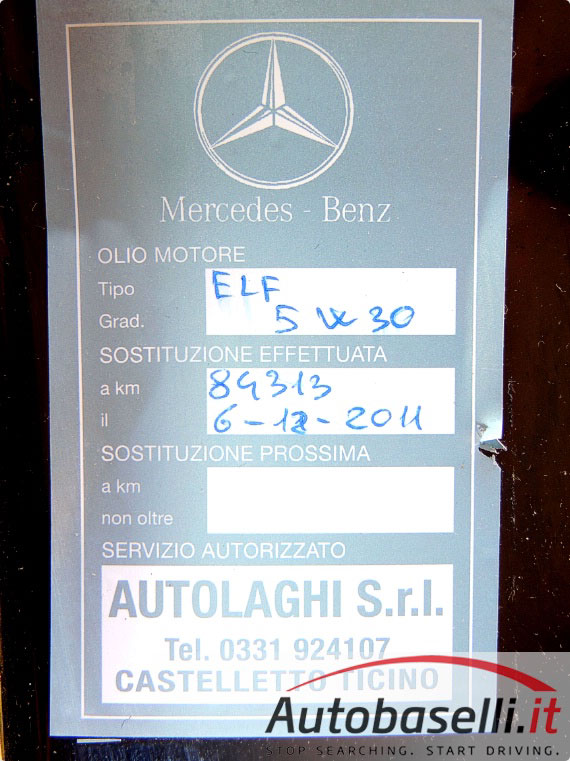 Mercedes - Benz
OLIO MOTORE
Tipo ELF
Grad. 5 W 30
SOSTITUZIONE EFFETTUATA
a km 84313
il 6-12-2011
SOSTITUZIONE PROSSIMA
a km
non oltre
SERVIZIO AUTORIZZATO
AUTOLAGHI S.r.l.
Tel. 0331 924107
CASTELLETTO TICINO
Autobaselli.it
STOP SEARCHING. START DRIVING.